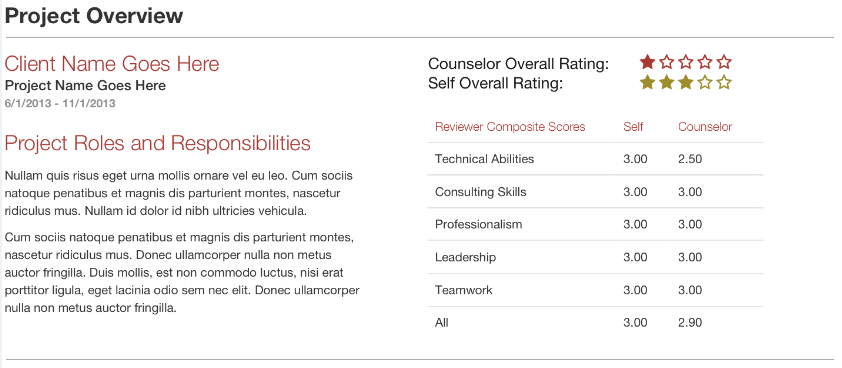 Project Overview
Client Name Goes Here
Project Name Goes Here
6/1/2013 - 11/1/2013
Project Roles and Responsibilities
Nullam quis risus eget urna mollis ornare vel eu leo. Cum sociis
natoque penatibus et magnis dis parturient montes, nascetur
ridiculus mus. Nullam id dolor id nibh ultricies vehicula.
Cum sociis natoque penatibus et magnis dis parturient montes,
nascetur ridiculus mus. Donec ullamcorper nulla non metus
auctor fringilla. Duis mollis, est non commodo luctus, nisi erat
porttitor ligula, eget lacinia odio sem nec elit. Donec ullamcorper
nulla non metus auctor fringilla.
Counselor Overall Rating:
Self Overall Rating:
Reviewer Composite Scores Self Counselor
Technical Abilities 3.00 2.50
Consulting Skills 3.00 3.00
Professionalism 3.00 3.00
Leadership 3.00 3.00
Teamwork 3.00 3.00
All 3.00 2.90